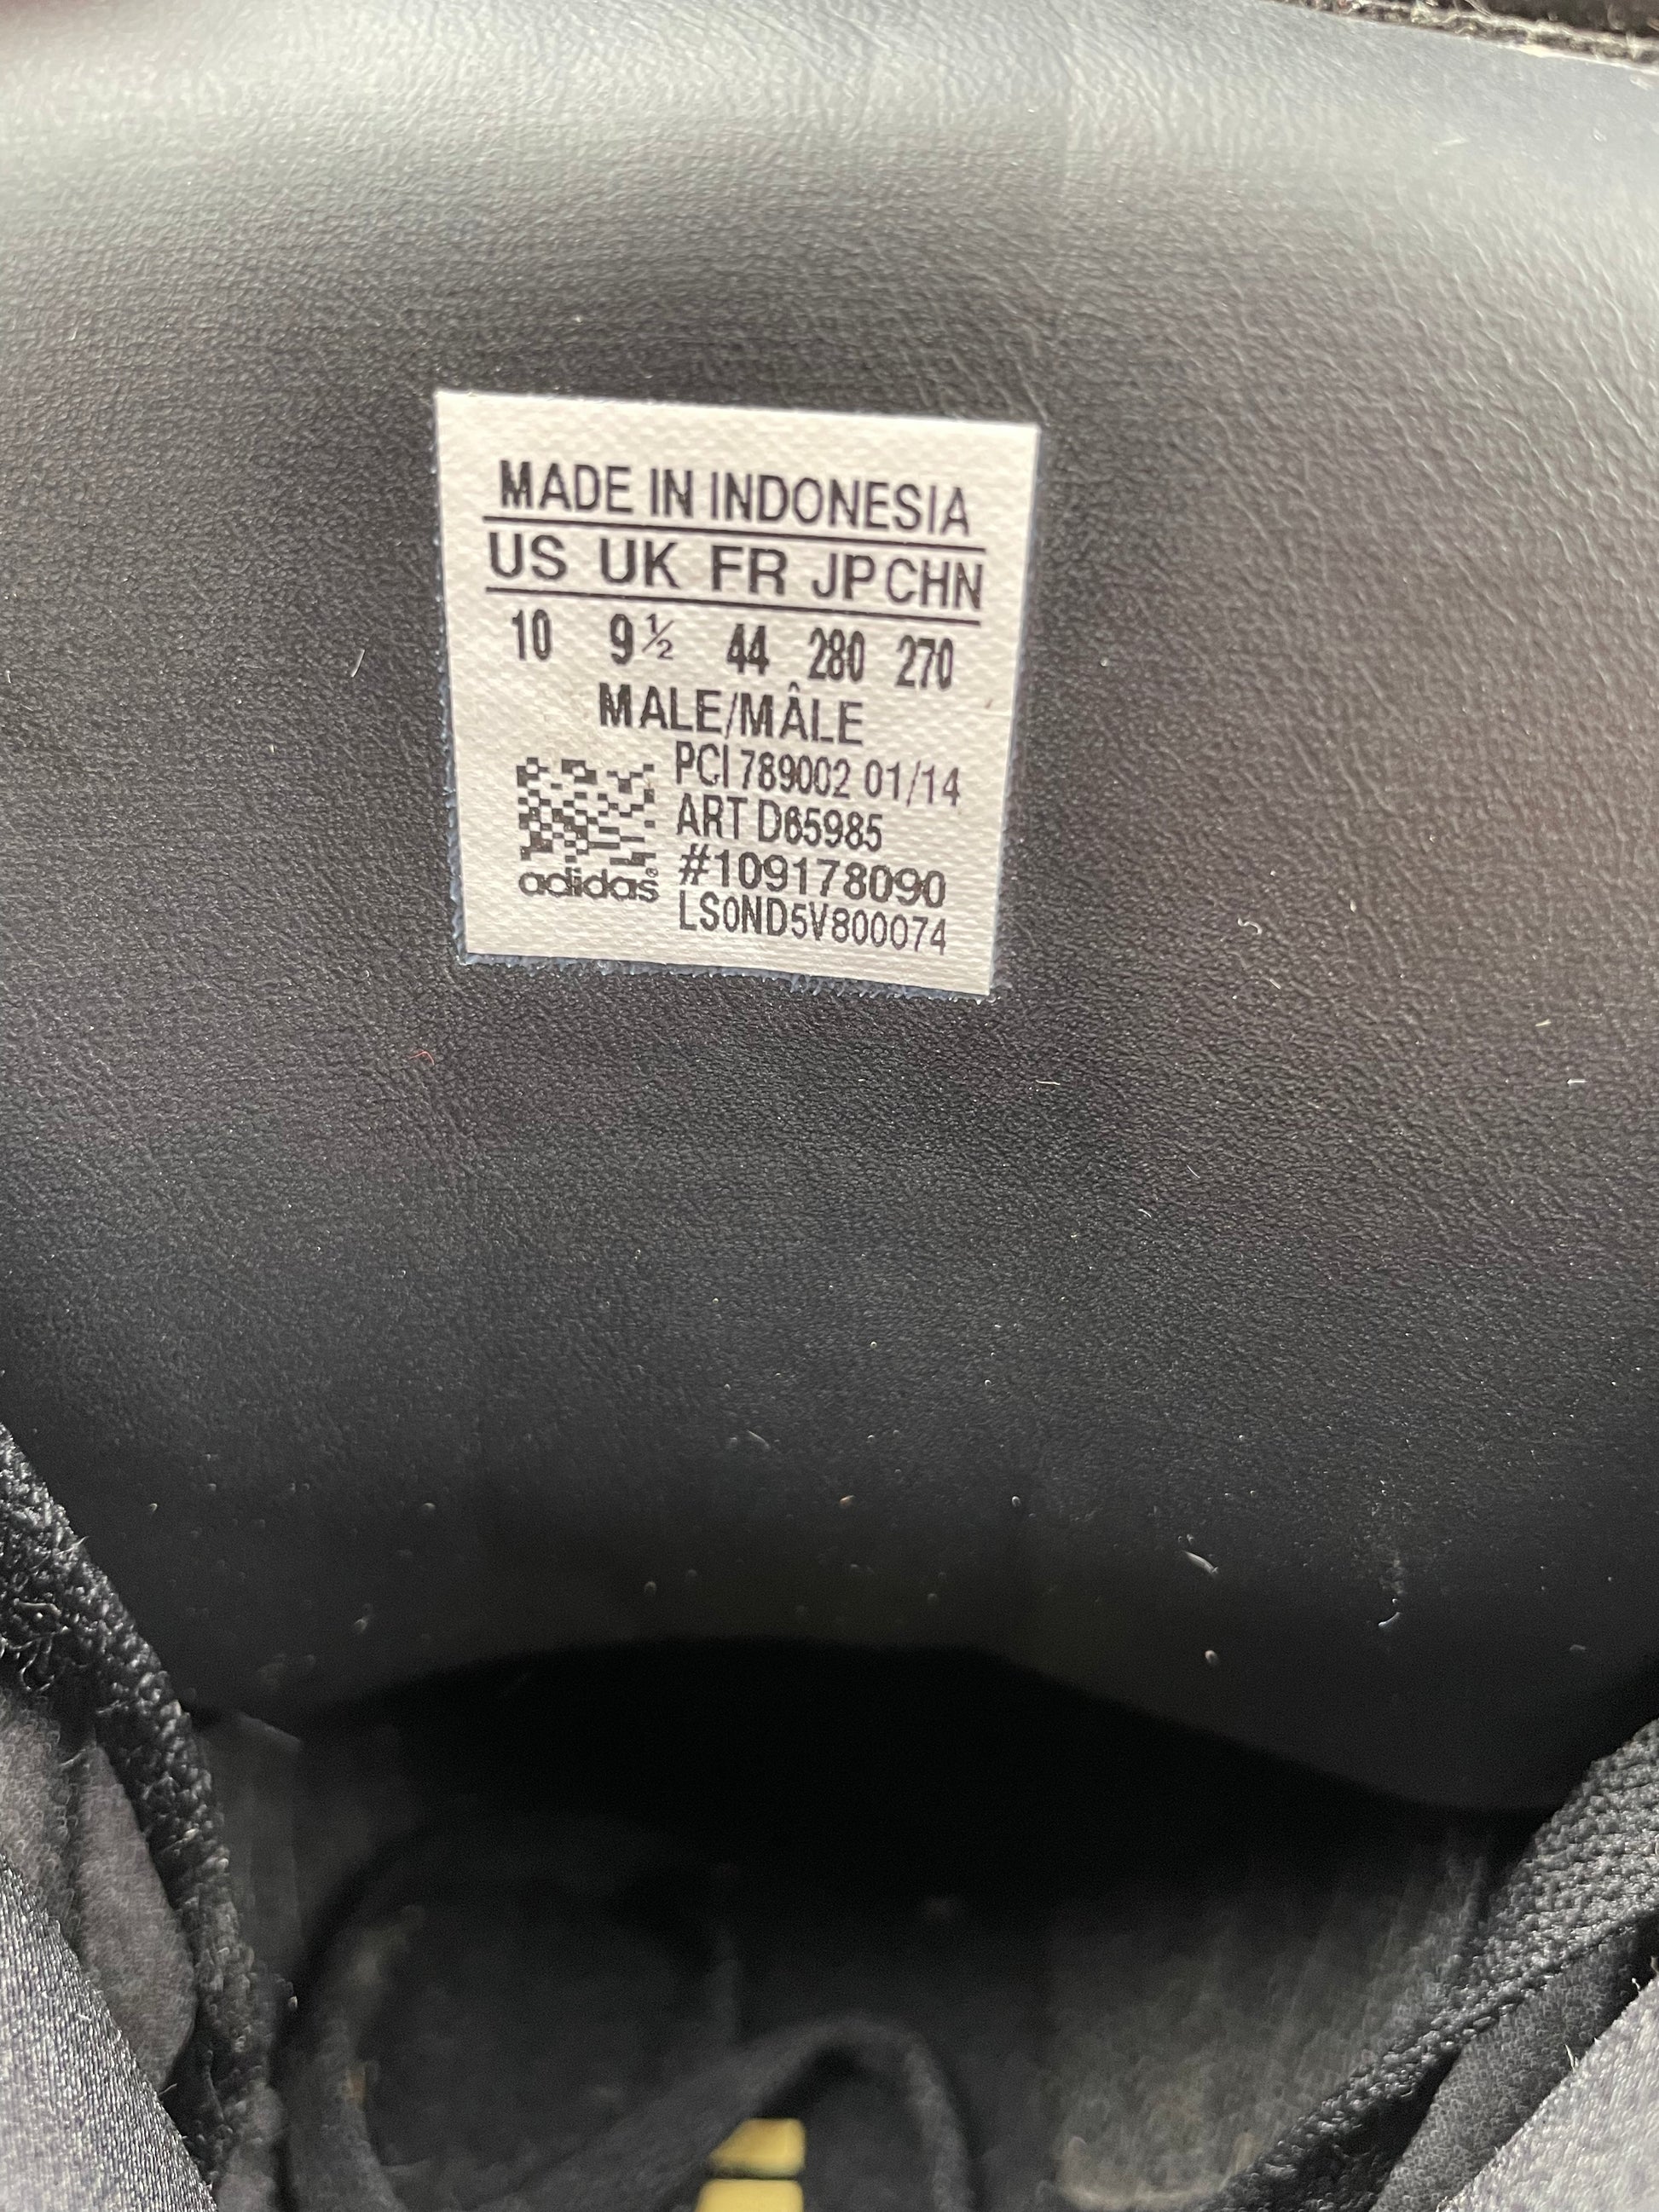 MADE IN INDONESIA
US UK FR JP CHN
10 9½ 44 280 270
MALE/MÂLE
PCI 789002 01/14
ART D65985
#109178090
adidas®
LS0ND5V800074